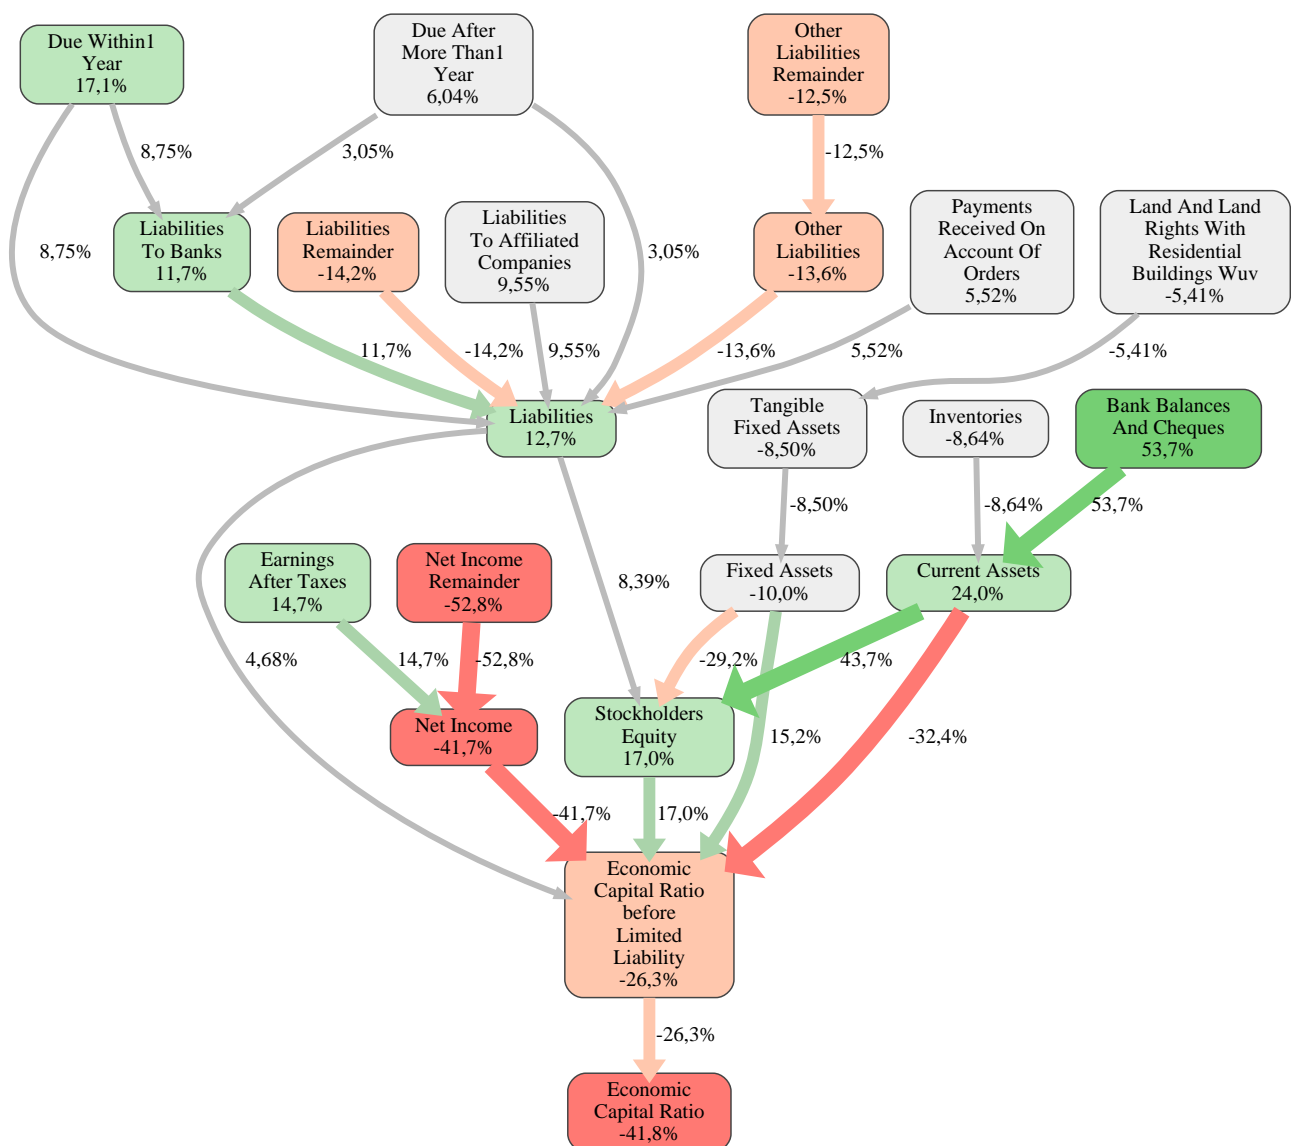 Due Within1
Year
17,1%
Due After
More Than1
Year
6,04%
Other
Liabilities
Remainder
-12,5%
8,75%
3,05%
-12,5%
Liabilities
To Banks
11,7%
Liabilities
Remainder
-14,2%
Liabilities
To Affiliated
Companies
9,55%
Other
Liabilities
-13,6%
Payments
Received On
Account Of
Orders
5,52%
Land And Land
Rights With
Residential
Buildings Wuv
-5,41%
8,75%
3,05%
11,7%
-14,2%
9,55%
-13,6%
5,52%
-5,41%
Liabilities
12,7%
Tangible
Fixed Assets
-8,50%
Inventories
-8,64%
Bank Balances
And Cheques
53,7%
-8,50%
-8,64%
53,7%
Earnings
After Taxes
14,7%
Net Income
Remainder
-52,8%
8,39%
Fixed Assets
-10,0%
Current Assets
24,0%
4,68%
14,7%
-52,8%
-29,2%
43,7%
Net Income
-41,7%
Stockholders
Equity
17,0%
15,2%
-32,4%
-41,7%
17,0%
Economic
Capital Ratio
before
Limited
Liability
-26,3%
-26,3%
Economic
Capital Ratio
-41,8%